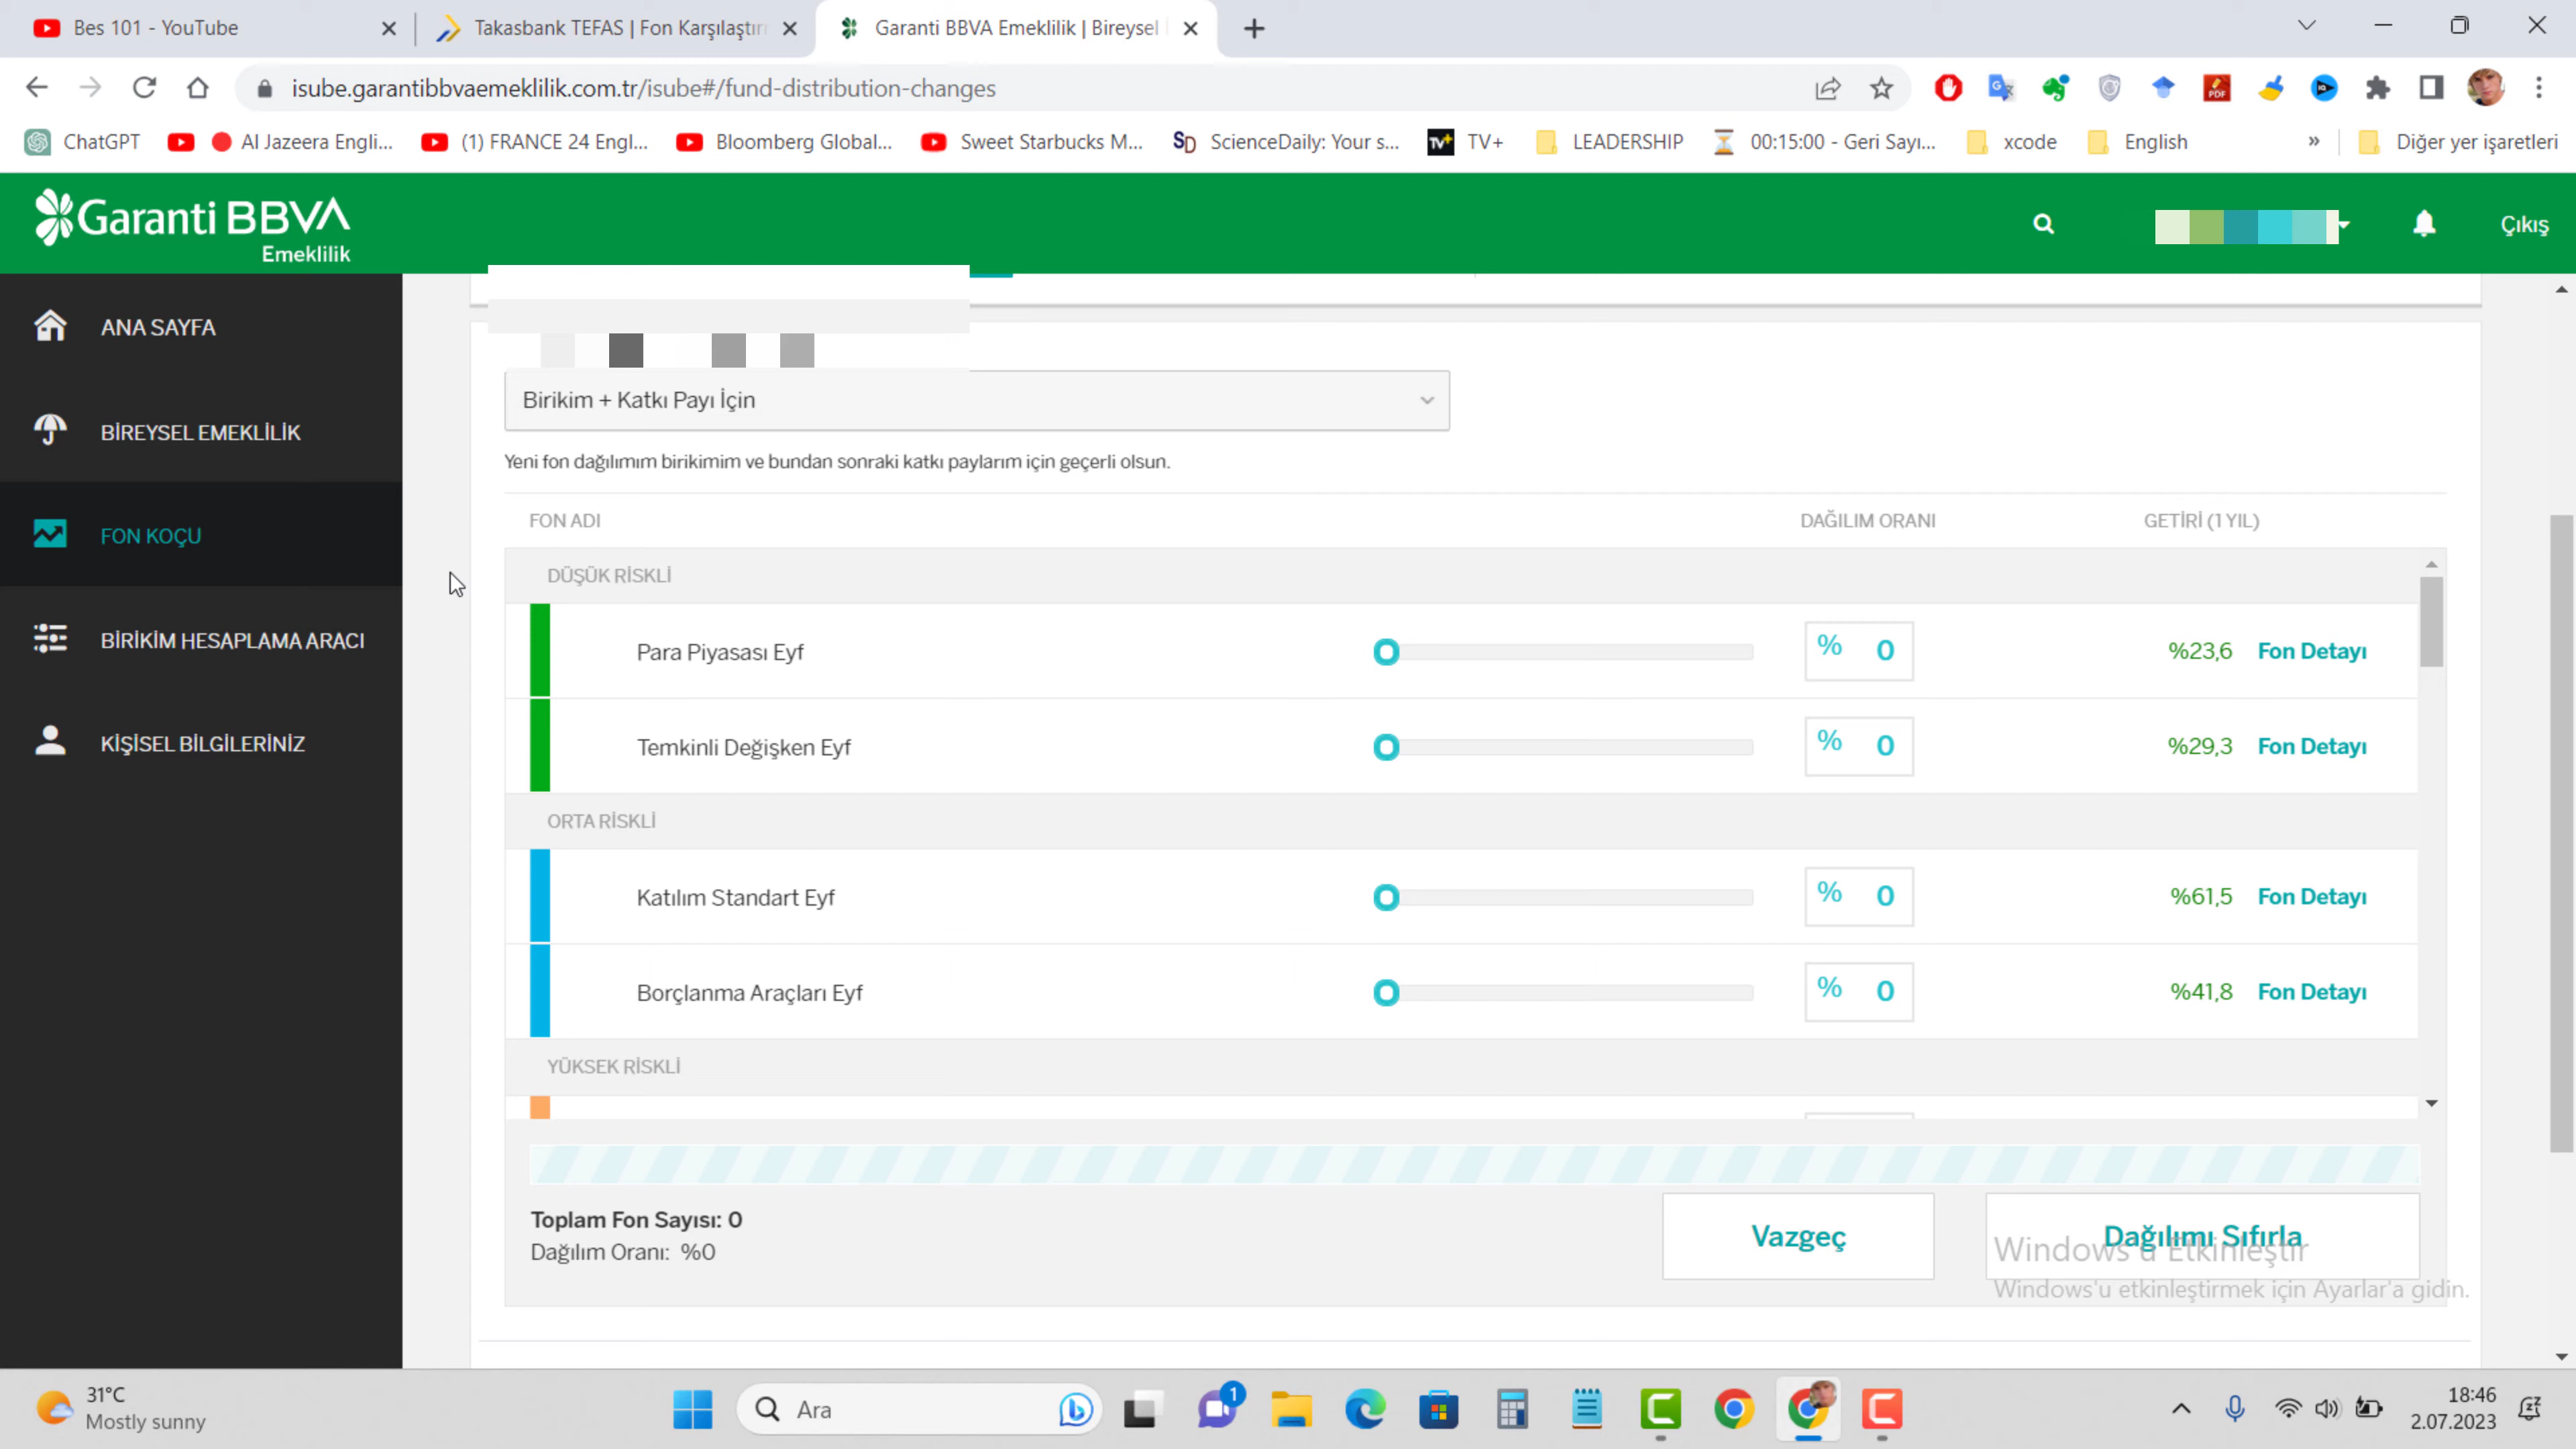 Bes 101 - YouTube
Takasbank TEFAS | Fon Karşılaştırı
Garanti BBVA Emeklilik | Bireysel
isube.garantibbvaemeklilik.com.tr/isube#/fund-distribution-changes
ChatGPT
Al Jazeera Engli...
(1) FRANCE 24 Engl...
Bloomberg Global...
Sweet Starbucks M...
ScienceDaily: Your s...
TV+
LEADERSHIP
00:15:00 - Geri Sayı...
xcode
English
»
Diğer yer işaretleri
Garanti BBVA
Emeklilik
Çıkış
ANA SAYFA
BİREYSEL EMEKLİLİK
FON KOÇU
BİRİKİM HESAPLAMA ARACI
KİŞİSEL BİLGİLERİNİZ
Birikim + Katkı Payı İçin
Yeni fon dağılımım birikimim ve bundan sonraki katkı paylarım için geçerli olsun.
FON ADI DAĞILIM ORANI GETİRİ (1 YIL)
DÜŞÜK RİSKLİ
Para Piyasası Eyf % 0 %23,6 Fon Detayı
Temkinli Değişken Eyf % 0 %29,3 Fon Detayı
ORTA RİSKLİ
Katılım Standart Eyf % 0 %61,5 Fon Detayı
Borçlanma Araçları Eyf % 0 %41,8 Fon Detayı
YÜKSEK RİSKLİ
Toplam Fon Sayısı: 0
Dağılım Oranı: %0
Vazgeç
Dağılımı Sıfırla
Windows'u Etkinleştir
Windows'u etkinleştirmek için Ayarlar'a gidin.
31°C
Mostly sunny
Ara
1
18:46
2.07.2023